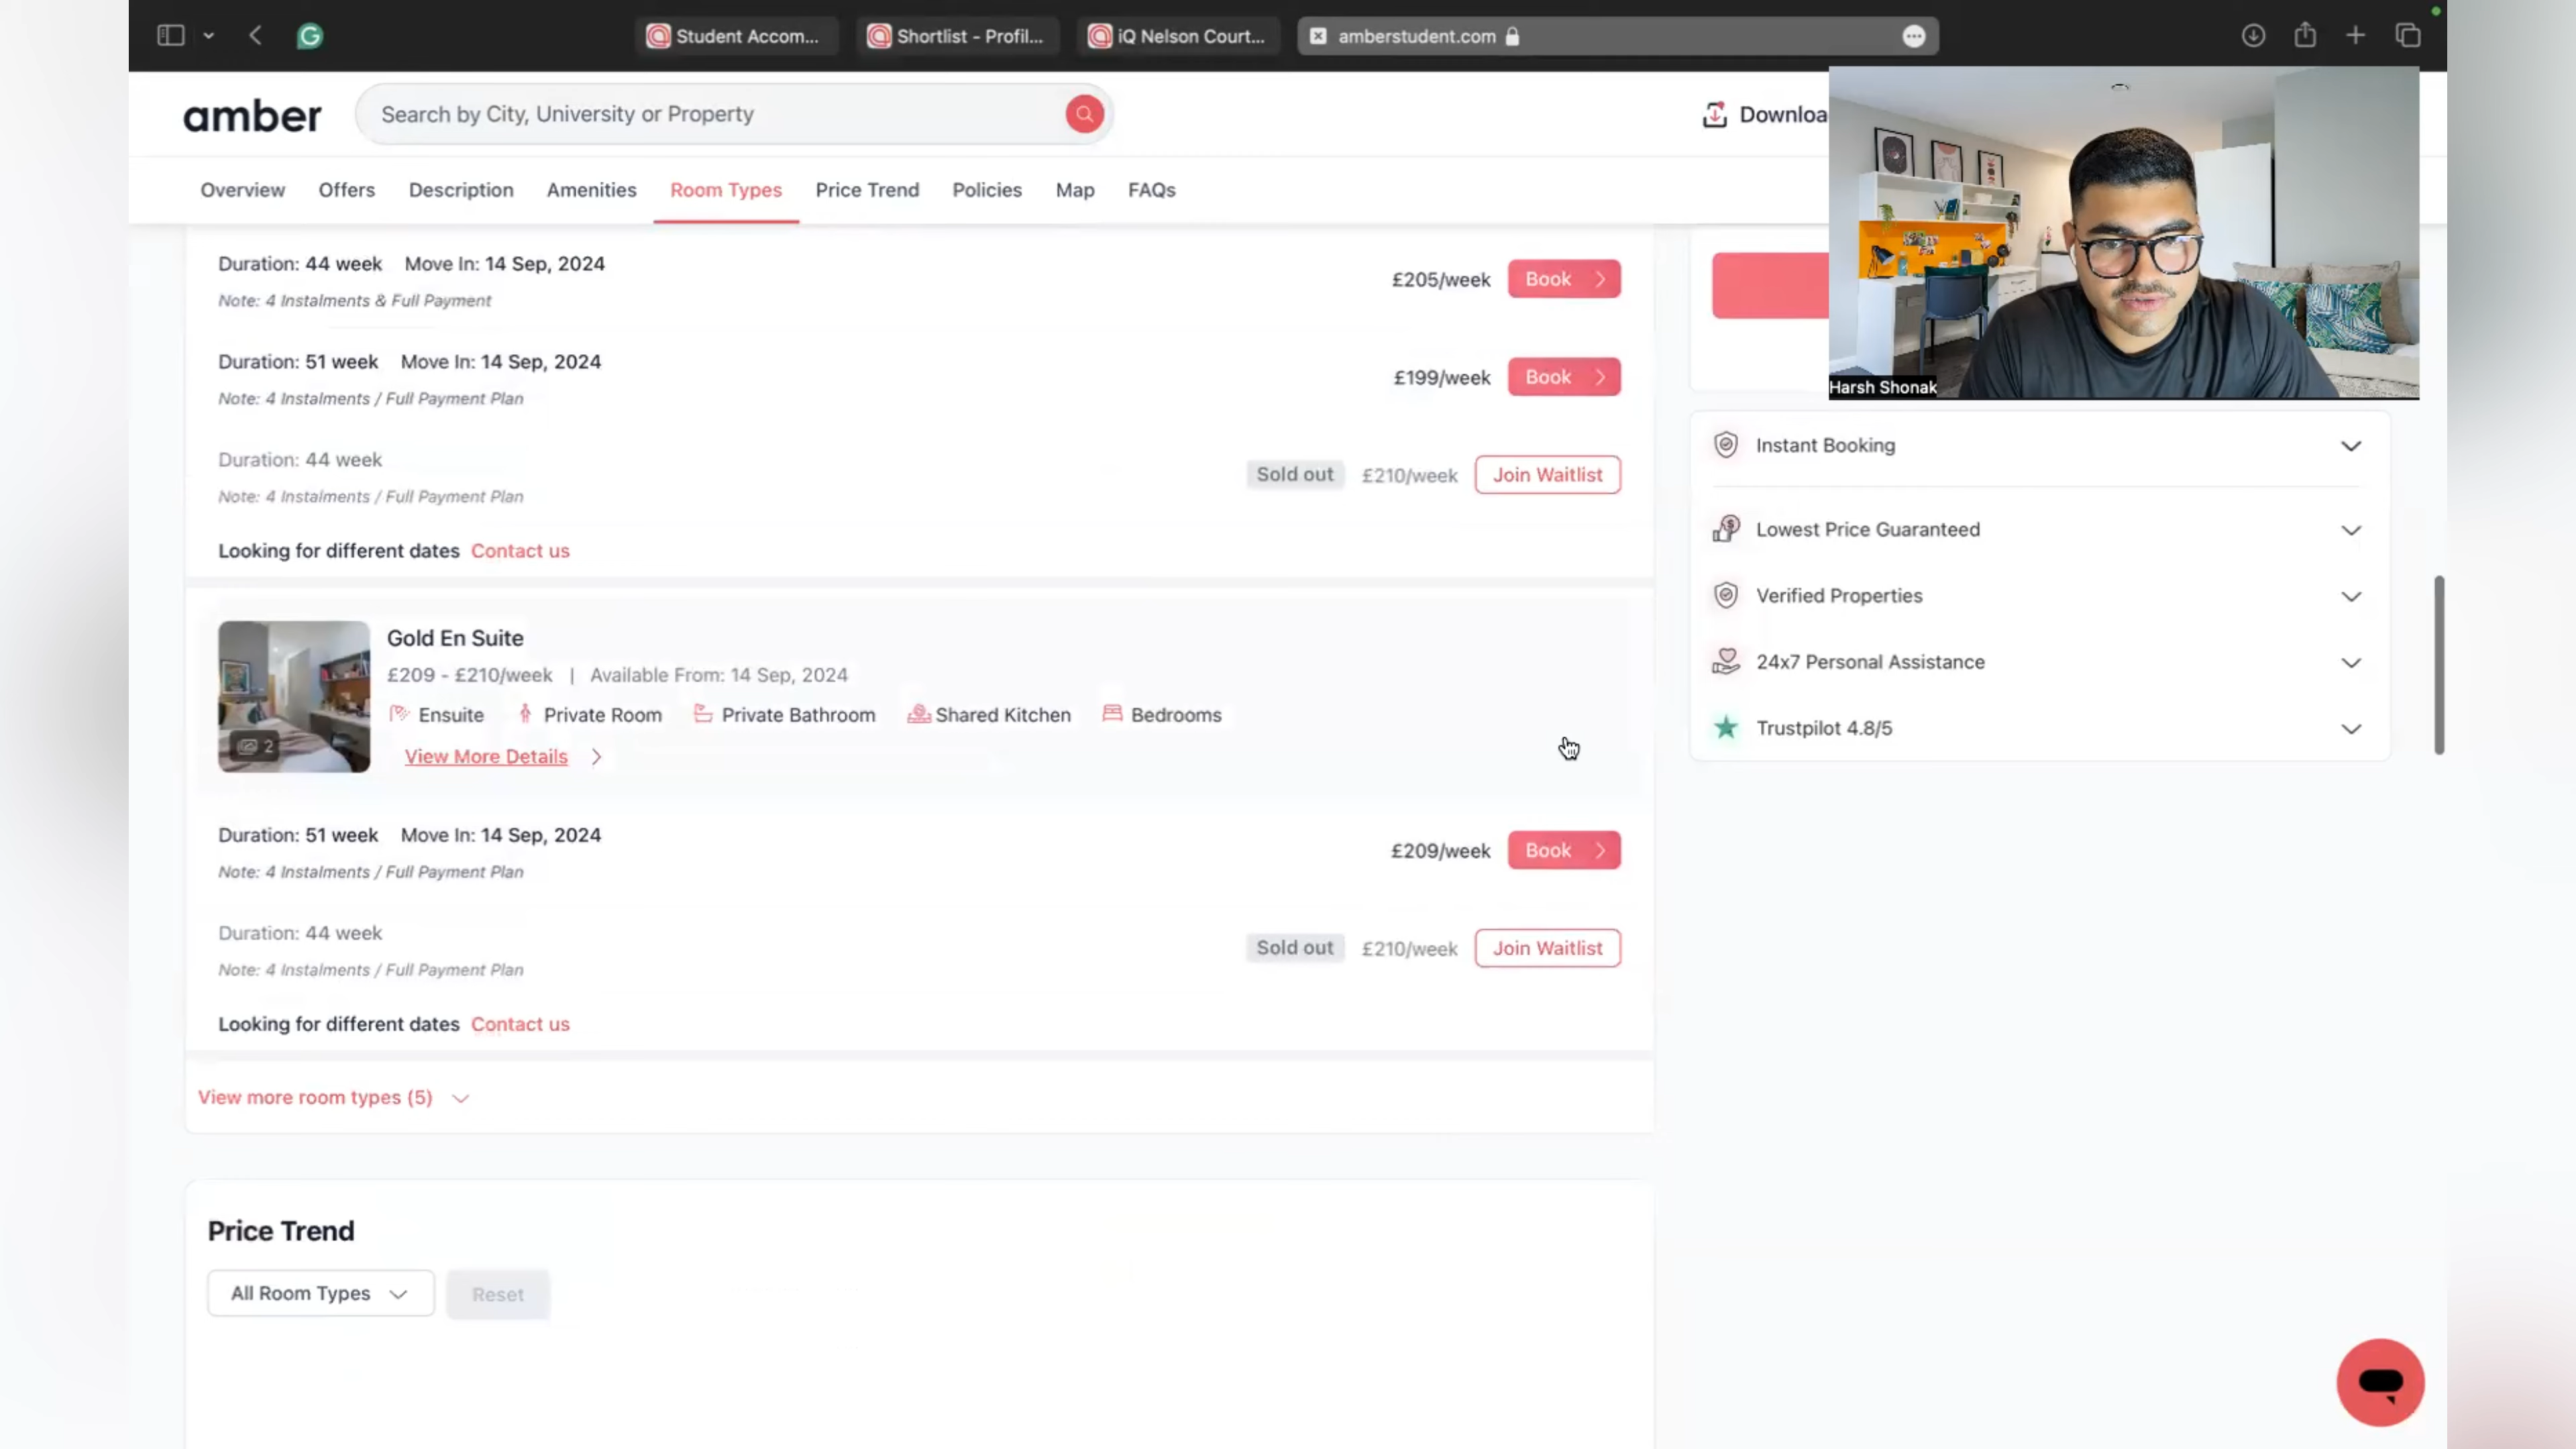 Student Accom...
Shortlist - Profil...
iQ Nelson Court...
amberstudent.com
amber
Search by City, University or Property
Downloa
Overview
Offers
Description
Amenities
Room Types
Price Trend
Policies
Map
FAQs
Harsh Shonak
Duration: 44 week Move In: 14 Sep, 2024
£205/week
Book
Note: 4 Instalments & Full Payment
Duration: 51 week Move In: 14 Sep, 2024
£199/week
Book
Note: 4 Instalments / Full Payment Plan
Duration: 44 week
Sold out
£210/week
Join Waitlist
Note: 4 Instalments / Full Payment Plan
Looking for different dates Contact us
Instant Booking
Lowest Price Guaranteed
Verified Properties
24x7 Personal Assistance
Trustpilot 4.8/5
Gold En Suite
£209 - £210/week | Available From: 14 Sep, 2024
Ensuite
Private Room
Private Bathroom
Shared Kitchen
Bedrooms
2
View More Details
Duration: 51 week Move In: 14 Sep, 2024
£209/week
Book
Note: 4 Instalments / Full Payment Plan
Duration: 44 week
Sold out
£210/week
Join Waitlist
Note: 4 Instalments / Full Payment Plan
Looking for different dates Contact us
View more room types (5)
Price Trend
All Room Types
Reset